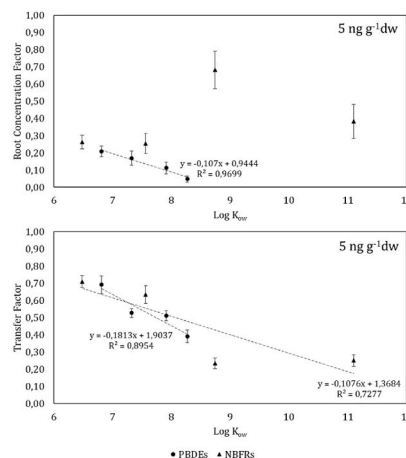 5 ng g-1dw
1,00
0,90
0,80
0,70
0,60
0,50
0,40
0,30
0,20
0,10
0,00
Root Concentration Factor
y = -0,107x + 0,9444
R² = 0,9699
6 7 8 9 10 11 12
Log Kow
5 ng g-1dw
1,00
0,90
0,80
0,70
0,60
0,50
0,40
0,30
0,20
0,10
0,00
Transfer Factor
y = -0,1813x + 1,9037
R² = 0,8954
y = -0,1076x + 1,3684
R² = 0,7277
6 7 8 9 10 11
Log Kow
● PBDEs ▲ NBFRs